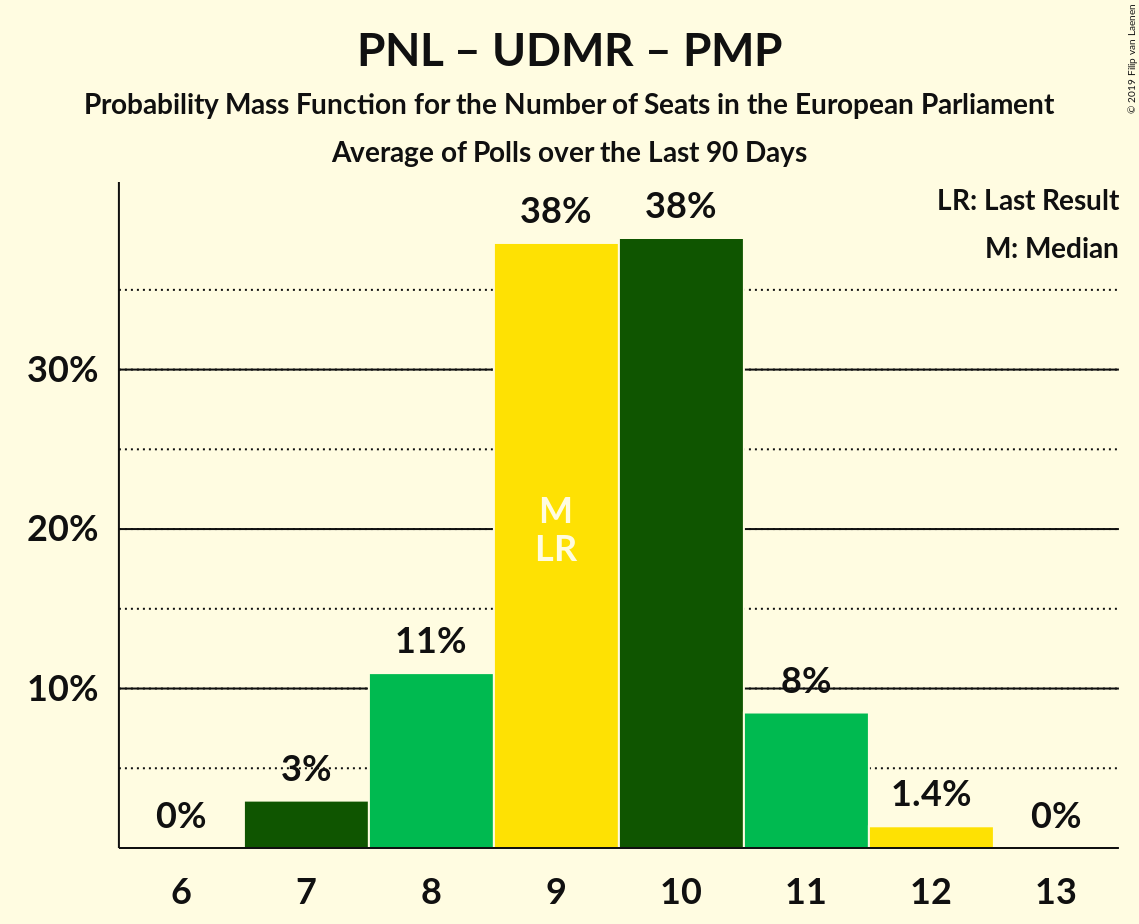 PNL – UDMR – PMP
Probability Mass Function for the Number of Seats in the European Parliament
Average of Polls over the Last 90 Days
© 2019 Filip van Laenen
LR: Last Result
M: Median
38%
38%
30%
20%
10%
M
LR
11%
8%
3%
1.4%
0%
0%
6 7 8 9 10 11 12 13